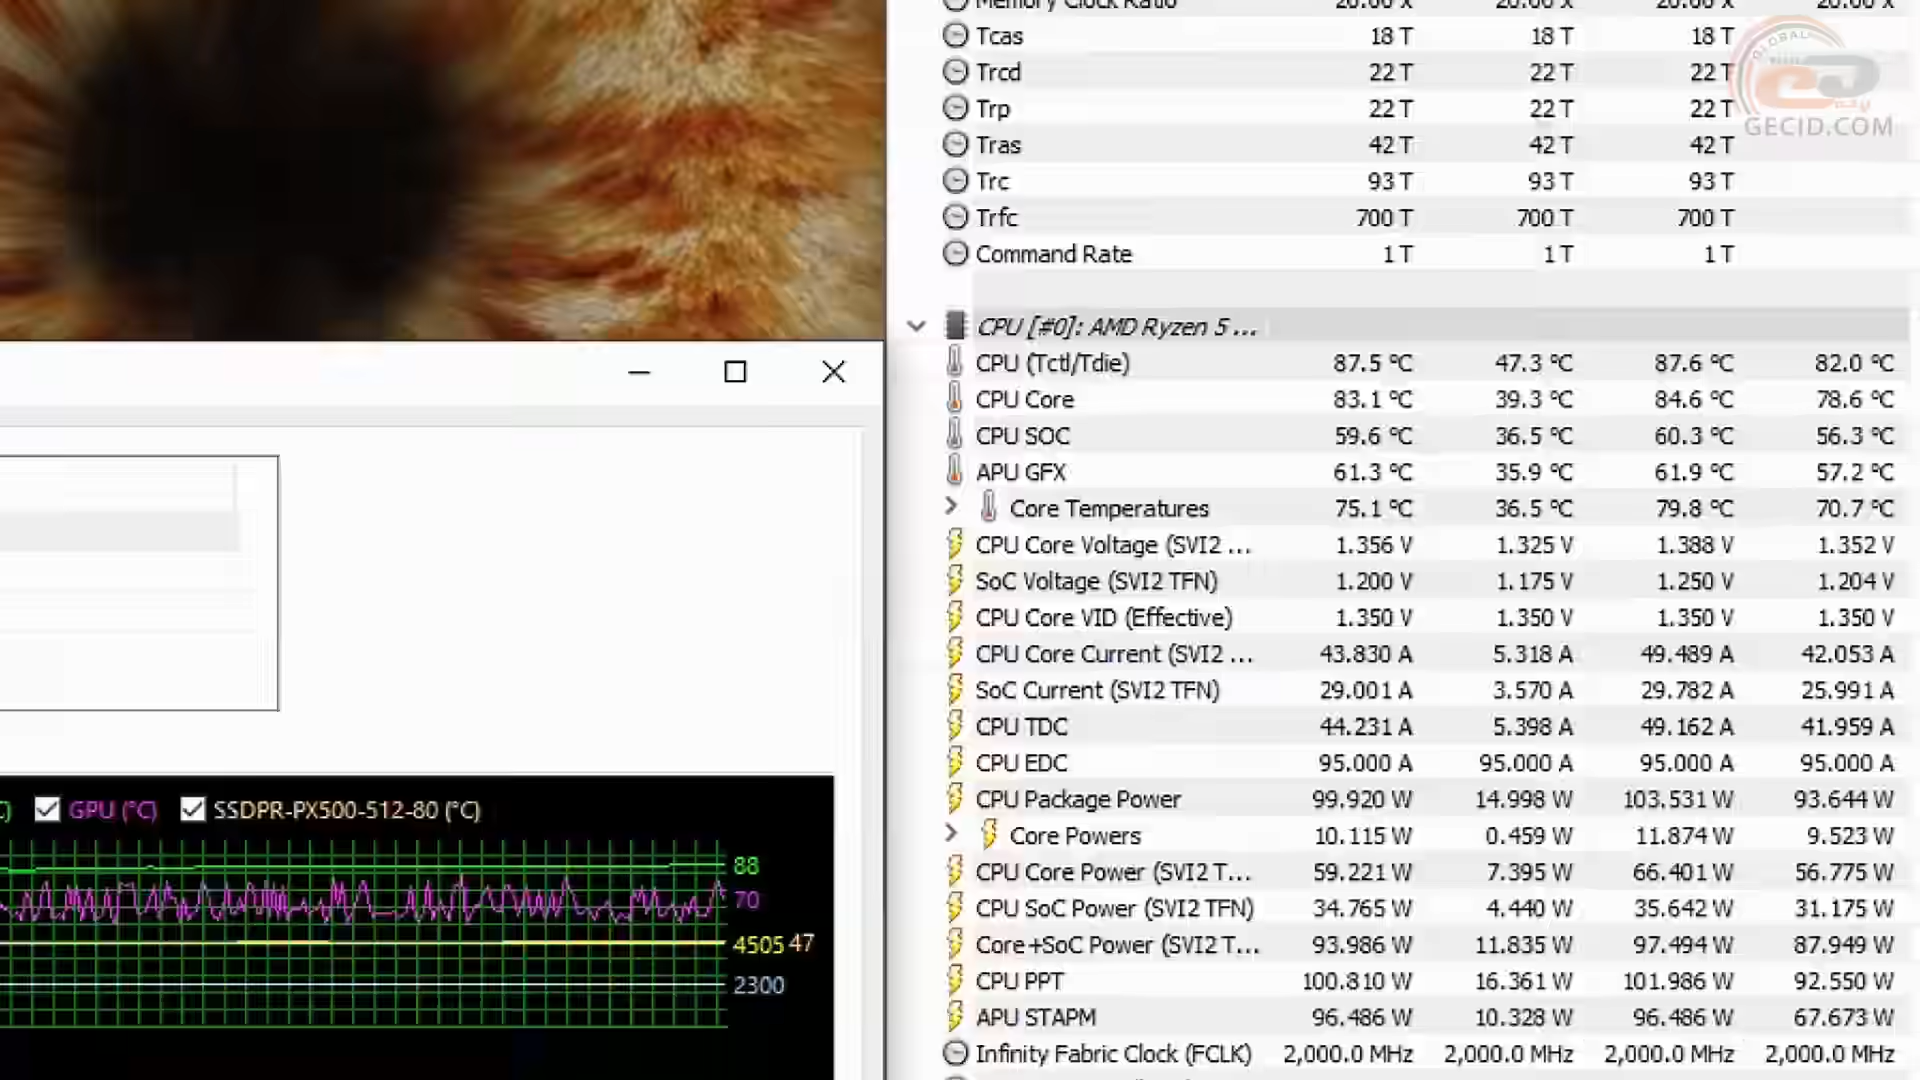 Memory Clock Ratio 20.00 x 20.00 x 20.00 x 20.00 x
Tcas 18 T 18 T 18 T
Trcd 22 T 22 T 22 T
Trp 22 T 22 T 22 T
Tras 42 T 42 T 42 T
Trc 93 T 93 T 93 T
Trfc 700 T 700 T 700 T
Command Rate 1 T 1 T 1 T
GLOBAL
GECID.COM
CPU [#0]: AMD Ryzen 5 ...
CPU (Tctl/Tdie) 87.5 °C 47.3 °C 87.6 °C 82.0 °C
CPU Core 83.1 °C 39.3 °C 84.6 °C 78.6 °C
CPU SOC 59.6 °C 36.5 °C 60.3 °C 56.3 °C
APU GFX 61.3 °C 35.9 °C 61.9 °C 57.2 °C
Core Temperatures 75.1 °C 36.5 °C 79.8 °C 70.7 °C
CPU Core Voltage (SVI2 ... 1.356 V 1.325 V 1.388 V 1.352 V
SoC Voltage (SVI2 TFN) 1.200 V 1.175 V 1.250 V 1.204 V
CPU Core VID (Effective) 1.350 V 1.350 V 1.350 V 1.350 V
CPU Core Current (SVI2 ... 43.830 A 5.318 A 49.489 A 42.053 A
SoC Current (SVI2 TFN) 29.001 A 3.570 A 29.782 A 25.991 A
CPU TDC 44.231 A 5.398 A 49.162 A 41.959 A
CPU EDC 95.000 A 95.000 A 95.000 A 95.000 A
CPU Package Power 99.920 W 14.998 W 103.531 W 93.644 W
Core Powers 10.115 W 0.459 W 11.874 W 9.523 W
CPU Core Power (SVI2 T... 59.221 W 7.395 W 66.401 W 56.775 W
CPU SoC Power (SVI2 TFN) 34.765 W 4.440 W 35.642 W 31.175 W
Core+SoC Power (SVI2 T... 93.986 W 11.835 W 97.494 W 87.949 W
CPU PPT 100.810 W 16.361 W 101.986 W 92.550 W
APU STAPM 96.486 W 10.328 W 96.486 W 67.673 W
Infinity Fabric Clock (FCLK) 2,000.0 MHz 2,000.0 MHz 2,000.0 MHz 2,000.0 MHz
GPU (°C) SSDPR-PX500-512-80 (°C)
88
70
4505 47
2300